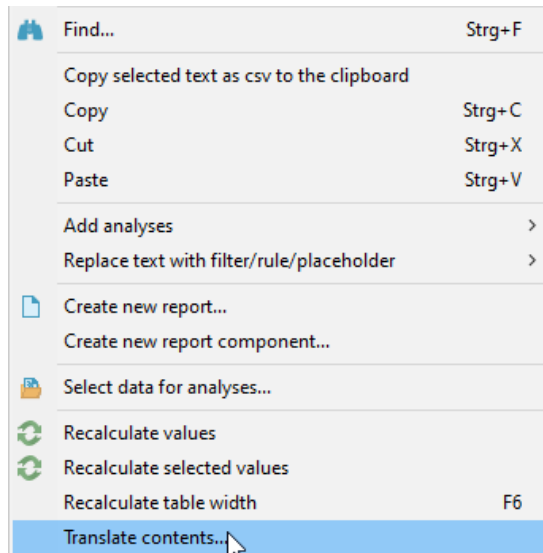 Find... Strg+F
Copy selected text as csv to the clipboard
Copy Strg+C
Cut Strg+X
Paste Strg+V
Add analyses
Replace text with filter/rule/placeholder
Create new report...
Create new report component...
Select data for analyses...
Recalculate values
Recalculate selected values
Recalculate table width F6
Translate contents...